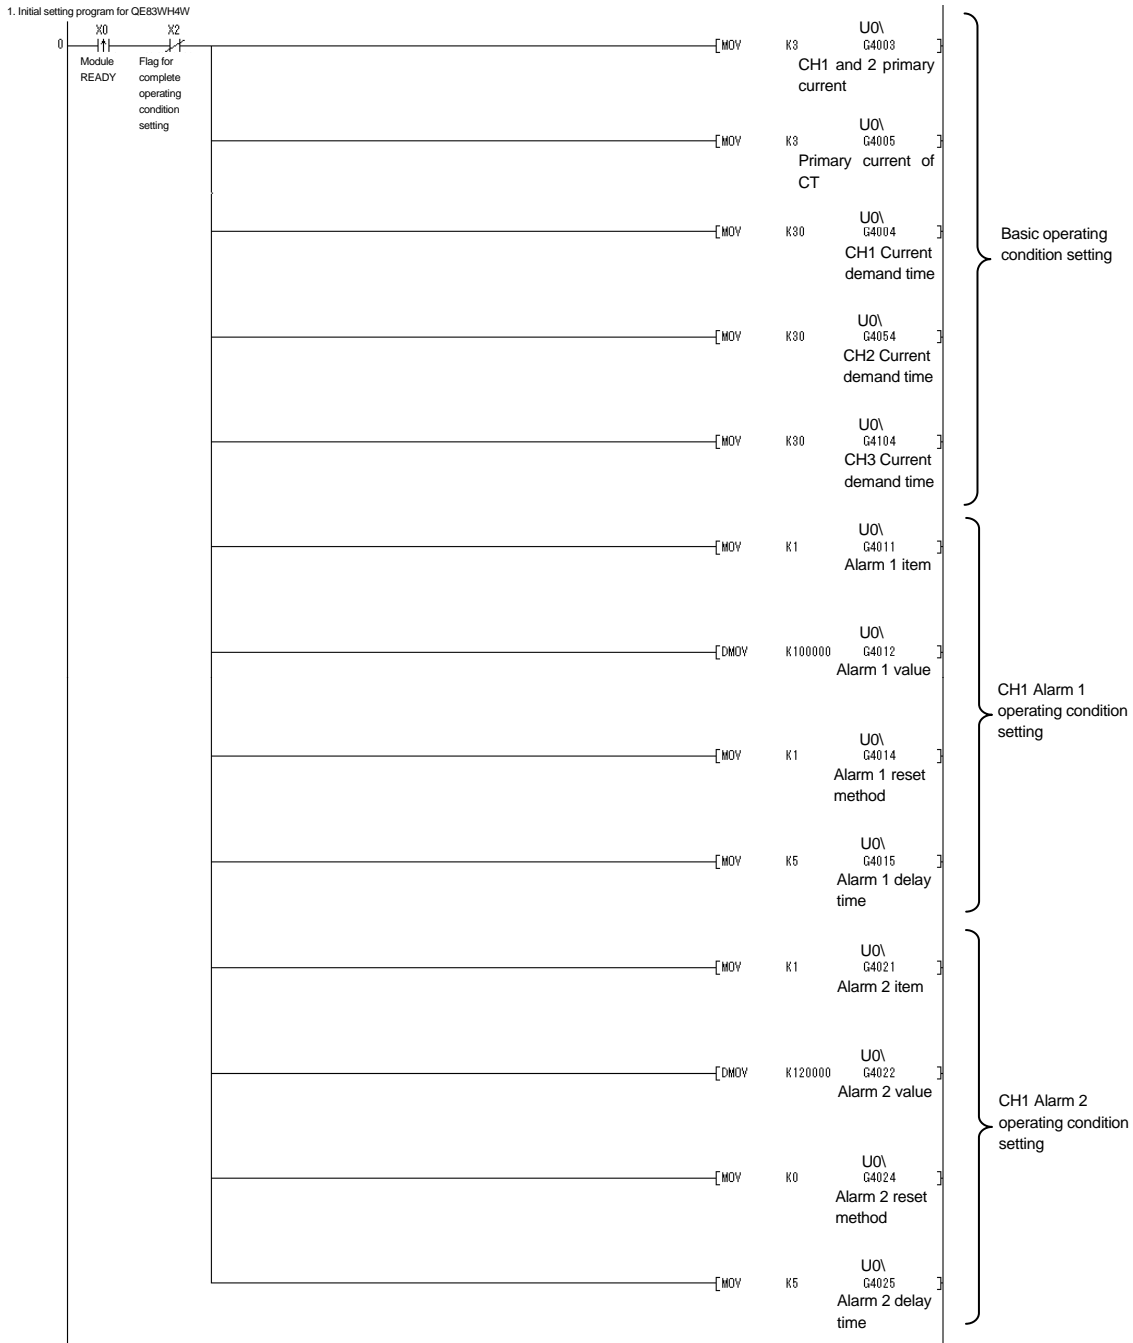 1. Initial setting program for QE83WH4W
X0
X2
0
Module
READY
Flag for
complete
operating
condition
setting
U0\
[MOV K3 G4003 ]
CH1 and 2 primary
current
U0\
[MOV K3 G4005 ]
Primary current of
CT
U0\
[MOV K30 G4004 ]
CH1 Current
demand time
U0\
[MOV K30 G4054 ]
CH2 Current
demand time
U0\
[MOV K30 G4104 ]
CH3 Current
demand time
Basic operating
condition setting
U0\
[MOV K1 G4011 ]
Alarm 1 item
U0\
[DMOV K100000 G4012 ]
Alarm 1 value
U0\
[MOV K1 G4014 ]
Alarm 1 reset
method
U0\
[MOV K5 G4015 ]
Alarm 1 delay
time
CH1 Alarm 1
operating condition
setting
U0\
[MOV K1 G4021 ]
Alarm 2 item
U0\
[DMOV K120000 G4022 ]
Alarm 2 value
U0\
[MOV K0 G4024 ]
Alarm 2 reset
method
U0\
[MOV K5 G4025 ]
Alarm 2 delay
time
CH1 Alarm 2
operating condition
setting